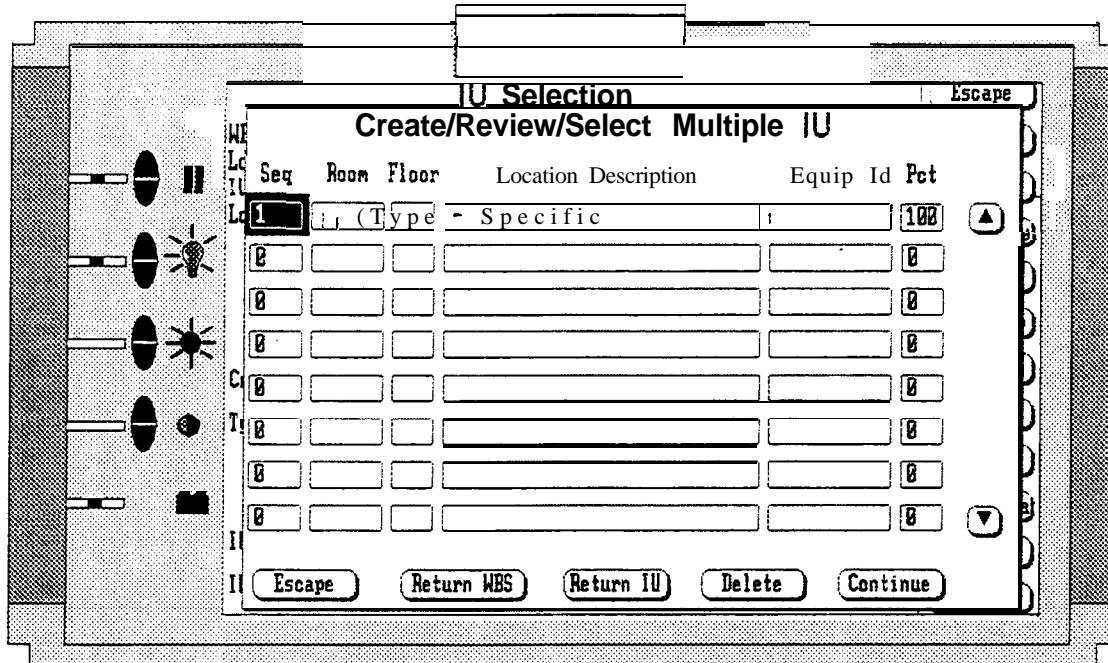 IU Selection
Escape
Create/Review/Select Multiple IU
Seq Room Floor Location Description Equip Id Pct
1 (Type - Specific 100
0 0
0 0
0 0
0 0
0 0
0 0
0 0
Escape Return WBS Return IU Delete Continue